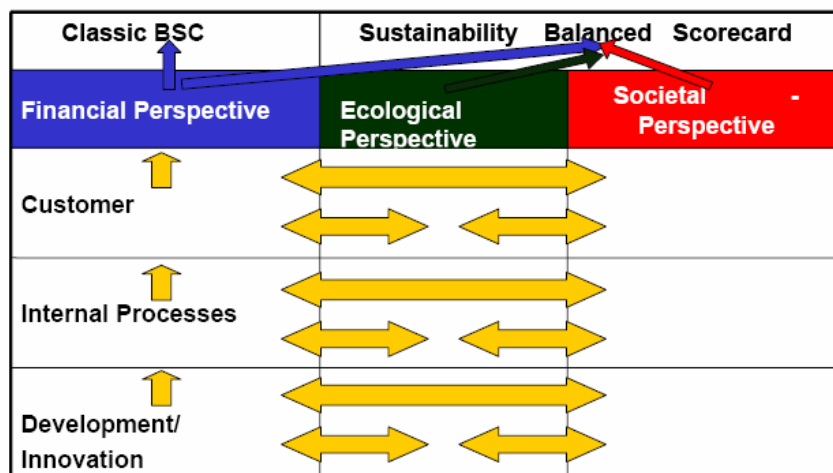 Classic BSC
Sustainability Balanced Scorecard
Financial Perspective
Ecological
Perspective
Societal -
Perspective
Customer
Internal Processes
Development/
Innovation